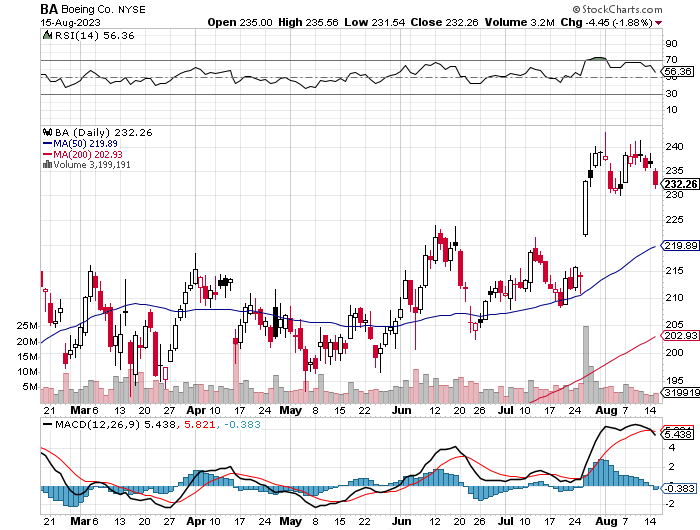 BA Boeing Co. NYSE © StockCharts.com
15-Aug-2023 Open 235.00 High 235.56 Low 231.54 Close 232.26 Volume 3.2M Chg -4.45 (-1.88%)
RSI(14) 56.36
90
70
56.36
30
10
BA (Daily) 232.26
MA(50) 219.89
MA(200) 202.93
Volume 3,199,191
240
235
232.26
230
225
219.89
215
210
205
202.93
200
195
3199191
25M
20M
15M
10M
5M
21 Mar 6 13 20 27 Apr 10 17 24 May 8 15 22 Jun 12 20 26 Jul 10 17 24 Aug 7 14
MACD(12,26,9) 5.438, 5.821, -0.383
5.438
4
2
-0.383
-2
21 Mar 6 13 20 27 Apr 10 17 24 May 8 15 22 Jun 12 20 26 Jul 10 17 24 Aug 7 14